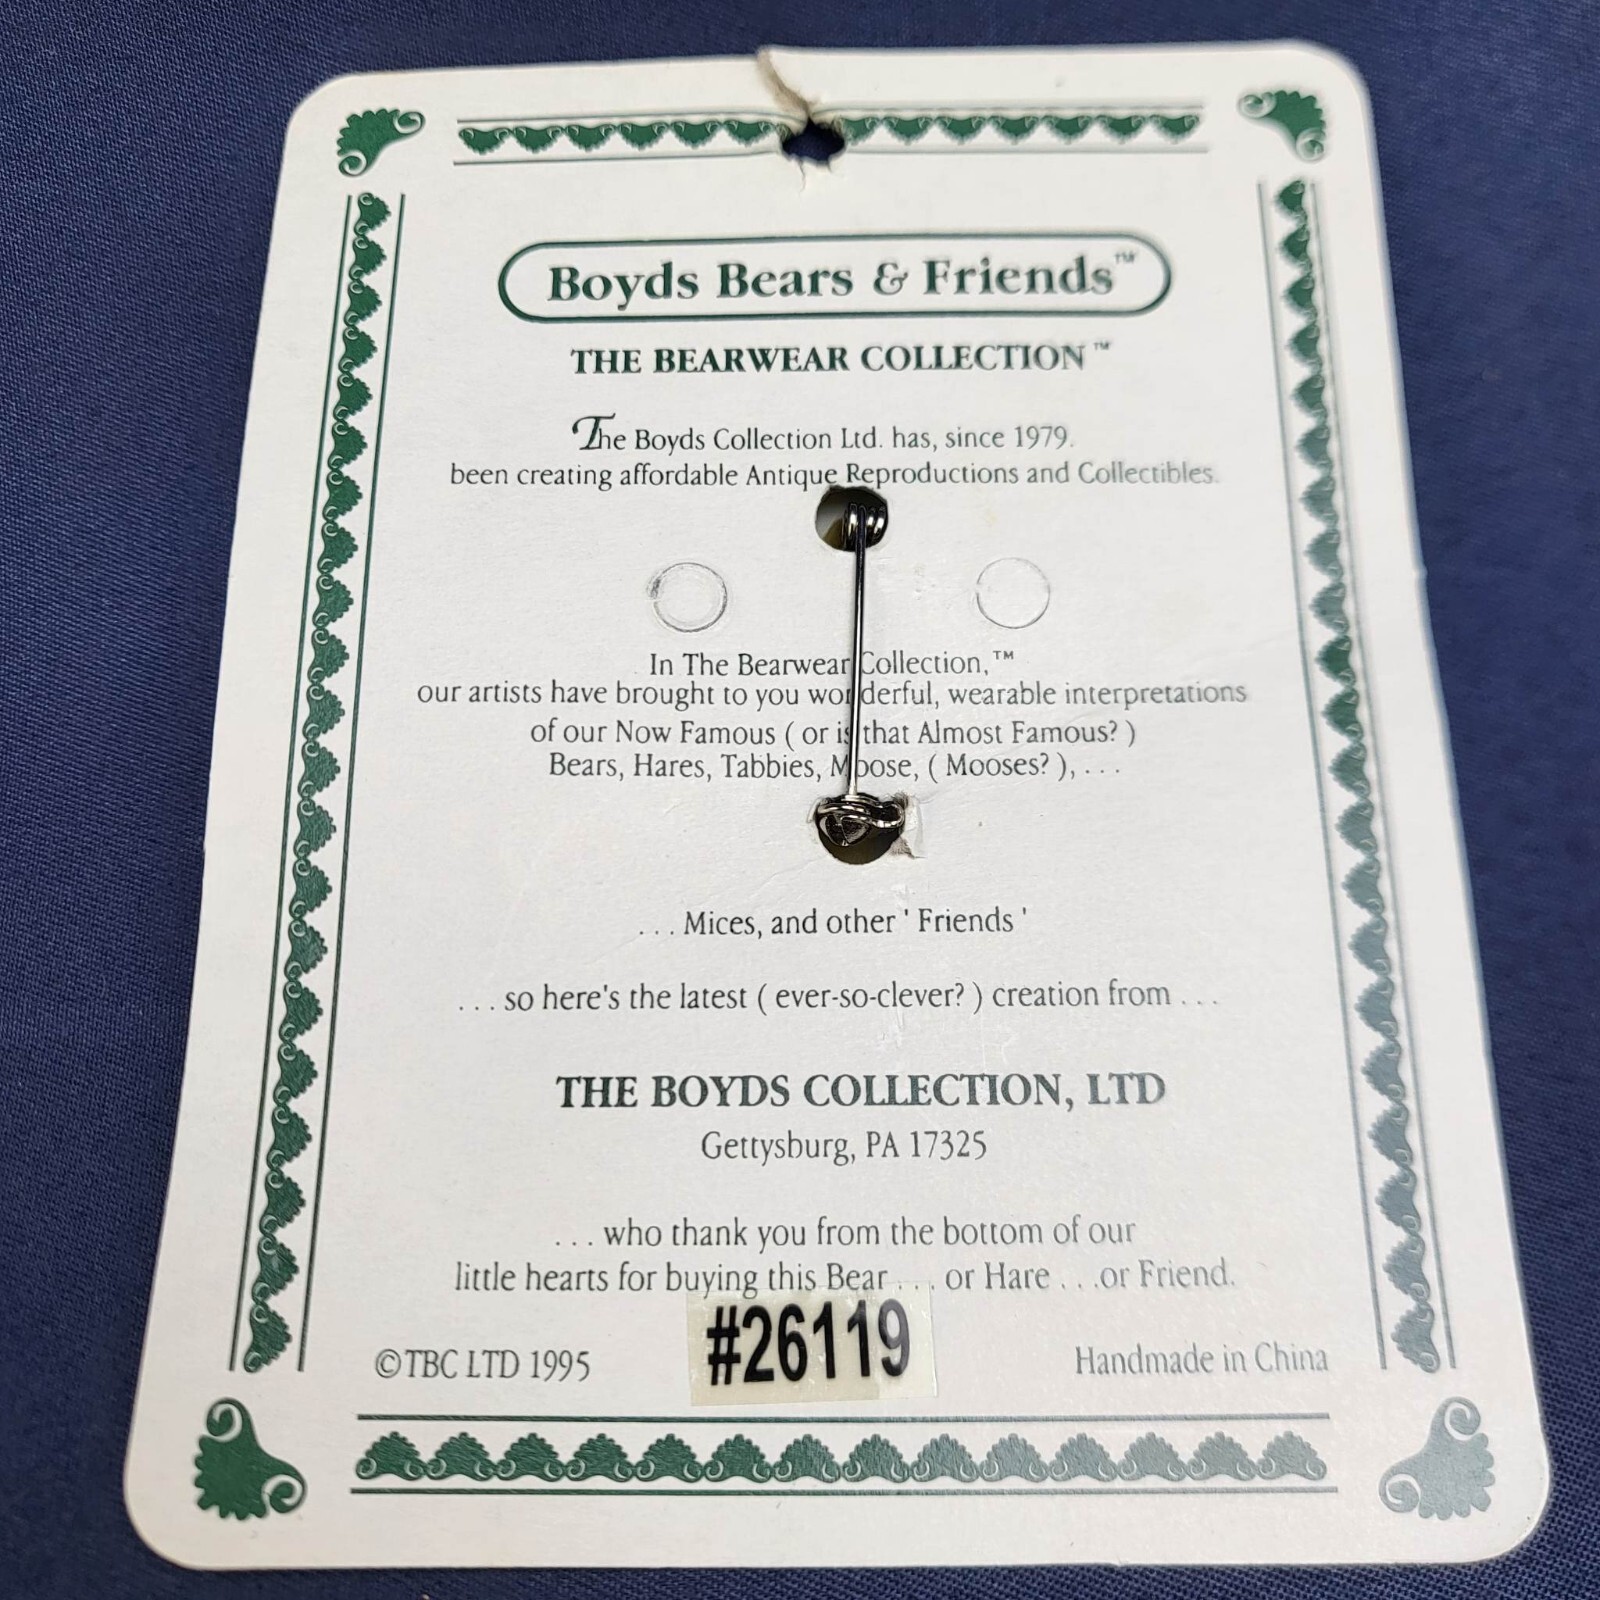 Boyds Bears & Friends™
THE BEARWEAR COLLECTION™
The Boyds Collection Ltd. has, since 1979.
been creating affordable Antique Reproductions and Collectibles.
In The Bearwear Collection,™
our artists have brought to you wonderful, wearable interpretations
of our Now Famous ( or is that Almost Famous? )
Bears, Hares, Tabbies, Moose, ( Mooses? ), . . .
. . . Mices, and other ' Friends '
. . . so here's the latest ( ever-so-clever? ) creation from . . .
THE BOYDS COLLECTION, LTD
Gettysburg, PA 17325
. . . who thank you from the bottom of our
little hearts for buying this Bear . . . or Hare . . .or Friend.
#26119
©TBC LTD 1995
Handmade in China